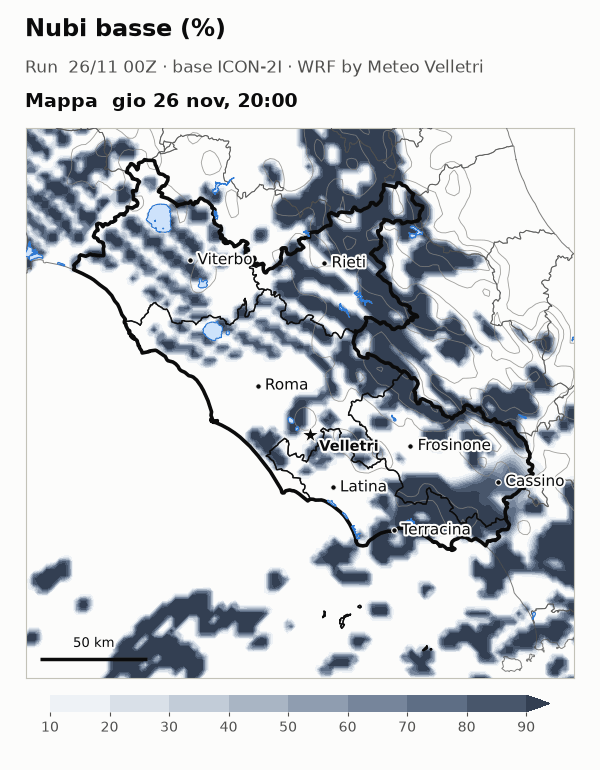 Nubi basse (%)
Run  26/11 00Z · base ICON-2I · WRF by Meteo Velletri
Mappa  gio 26 nov, 20:00
Viterbo
Rieti
Roma
Velletri
Frosinone
Latina
Cassino
Terracina
50 km
10 20 30 40 50 60 70 80 90